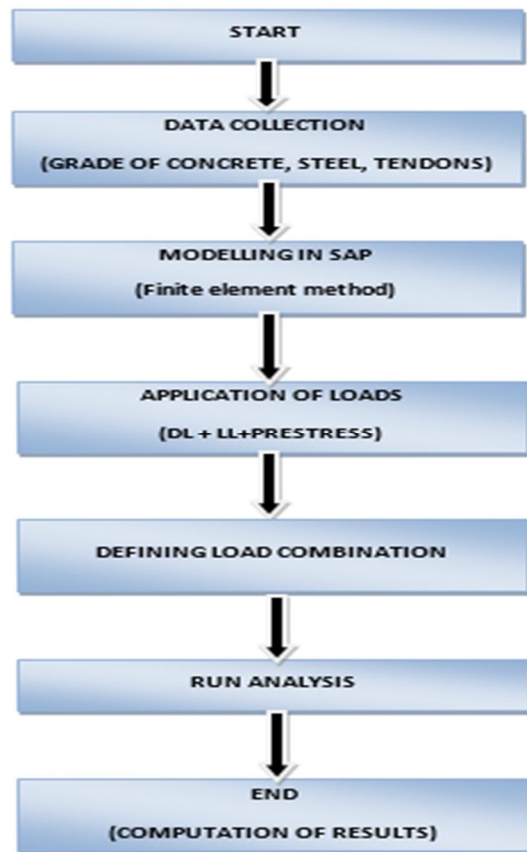 START
DATA COLLECTION
(GRADE OF CONCRETE, STEEL, TENDONS)
MODELLING IN SAP
(Finite element method)
APPLICATION OF LOADS
(DL + LL+PRESTRESS)
DEFINING LOAD COMBINATION
RUN ANALYSIS
END
(COMPUTATION OF RESULTS)